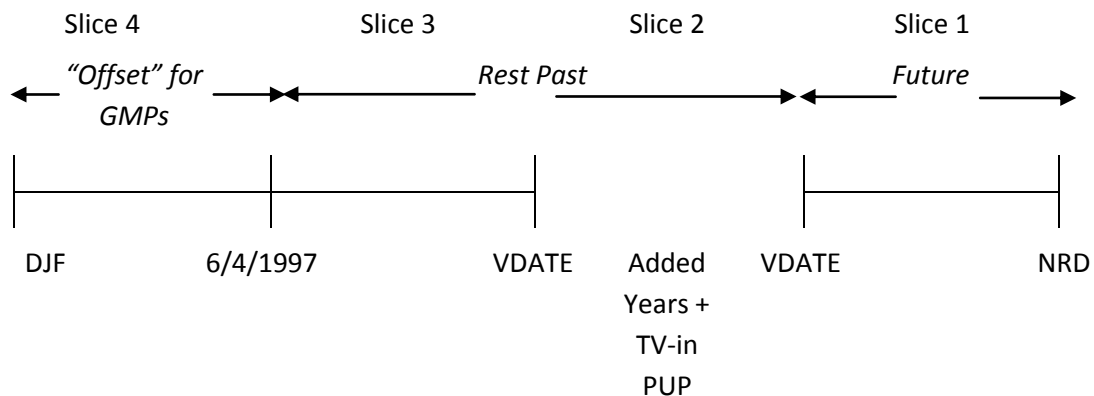 Slice 4 Slice 3 Slice 2 Slice 1
“Offset” for
GMPs
Rest Past
Future
DJF 6/4/1997 VDATE Added VDATE NRD
Years +
TV-in
PUP